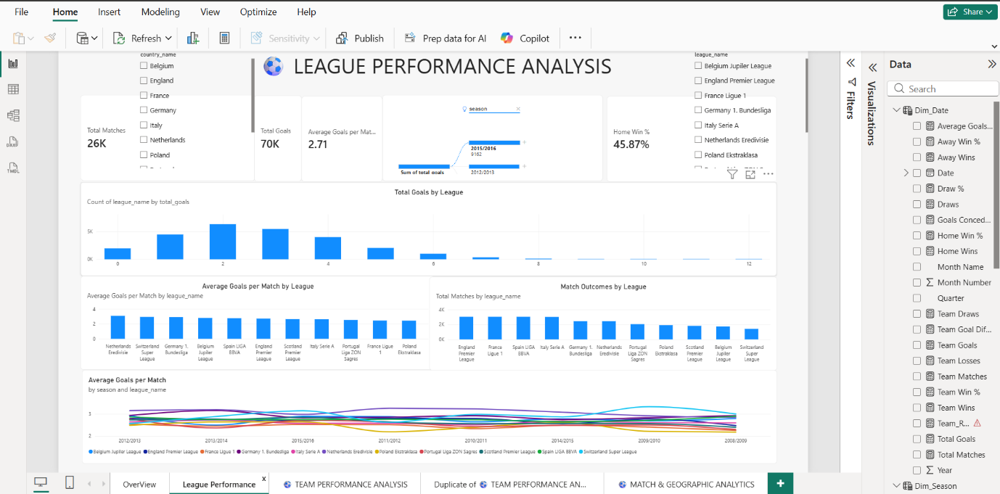 File Home Insert Modeling View Optimize Help Share
Refresh Sensitivity Publish Prep data for AI Copilot ...
country_name
Belgium
England
France
Germany
Italy
Netherlands
Poland
LEAGUE PERFORMANCE ANALYSIS
league_name
Belgium Jupiler League
England Premier League
France Ligue 1
Germany 1. Bundesliga
Italy Serie A
Netherlands Eredivisie
Poland Ekstraklasa
Total Matches
26K
Total Goals
70K
Average Goals per Mat...
2.71
season
2015/2016
9162
Sum of total goals
2012/2013
Home Win %
45.87%
Total Goals by League
Count of league_name by total_goals
5K
0K
0 2 4 6 8 10 12
Average Goals per Match by League
Average Goals per Match by league_name
4
2
0
Netherlands Eredivisie
Switzerland Super League
Germany 1. Bundesliga
Belgium Jupiler League
Spain LIGA BBVA
England Premier League
Scotland Premier League
Italy Serie A
Portugal Liga ZON Sagres
France Ligue 1
Poland Ekstraklasa
Match Outcomes by League
Total Matches by league_name
4K
2K
0K
England Premier League
France Ligue 1
Spain LIGA BBVA
Italy Serie A
Germany 1. Bundesliga
Netherlands Eredivisie
Portugal Liga ZON Sagres
Poland Ekstraklasa
Scotland Premier League
Belgium Jupiler League
Switzerland Super League
Average Goals per Match
by season and league_name
3
2
2012/2013 2013/2014 2015/2016 2011/2012 2010/2011 2014/2015 2009/2010 2008/2009
Belgium Jupiler League England Premier League France Ligue 1 Germany 1. Bundesliga Italy Serie A Netherlands Eredivisie Poland Ekstraklasa Portugal Liga ZON Sagres Scotland Premier League Spain LIGA BBVA Switzerland Super League
OverView League Performance x TEAM PERFORMANCE ANALYSIS Duplicate of TEAM PERFORMANCE AN... MATCH & GEOGRAPHIC ANALYTICS +
Filters
Visualizations
Data
Search
Dim_Date
Average Goals...
Away Win %
Away Wins
Date
Draw %
Draws
Goals Conced...
Home Win %
Home Wins
Month Name
Month Number
Quarter
Team Draws
Team Goal Dif...
Team Goals
Team Losses
Team Matches
Team Win %
Team Wins
Team_R...
Total Goals
Total Matches
Year
Dim_Season
DAX
TMDL